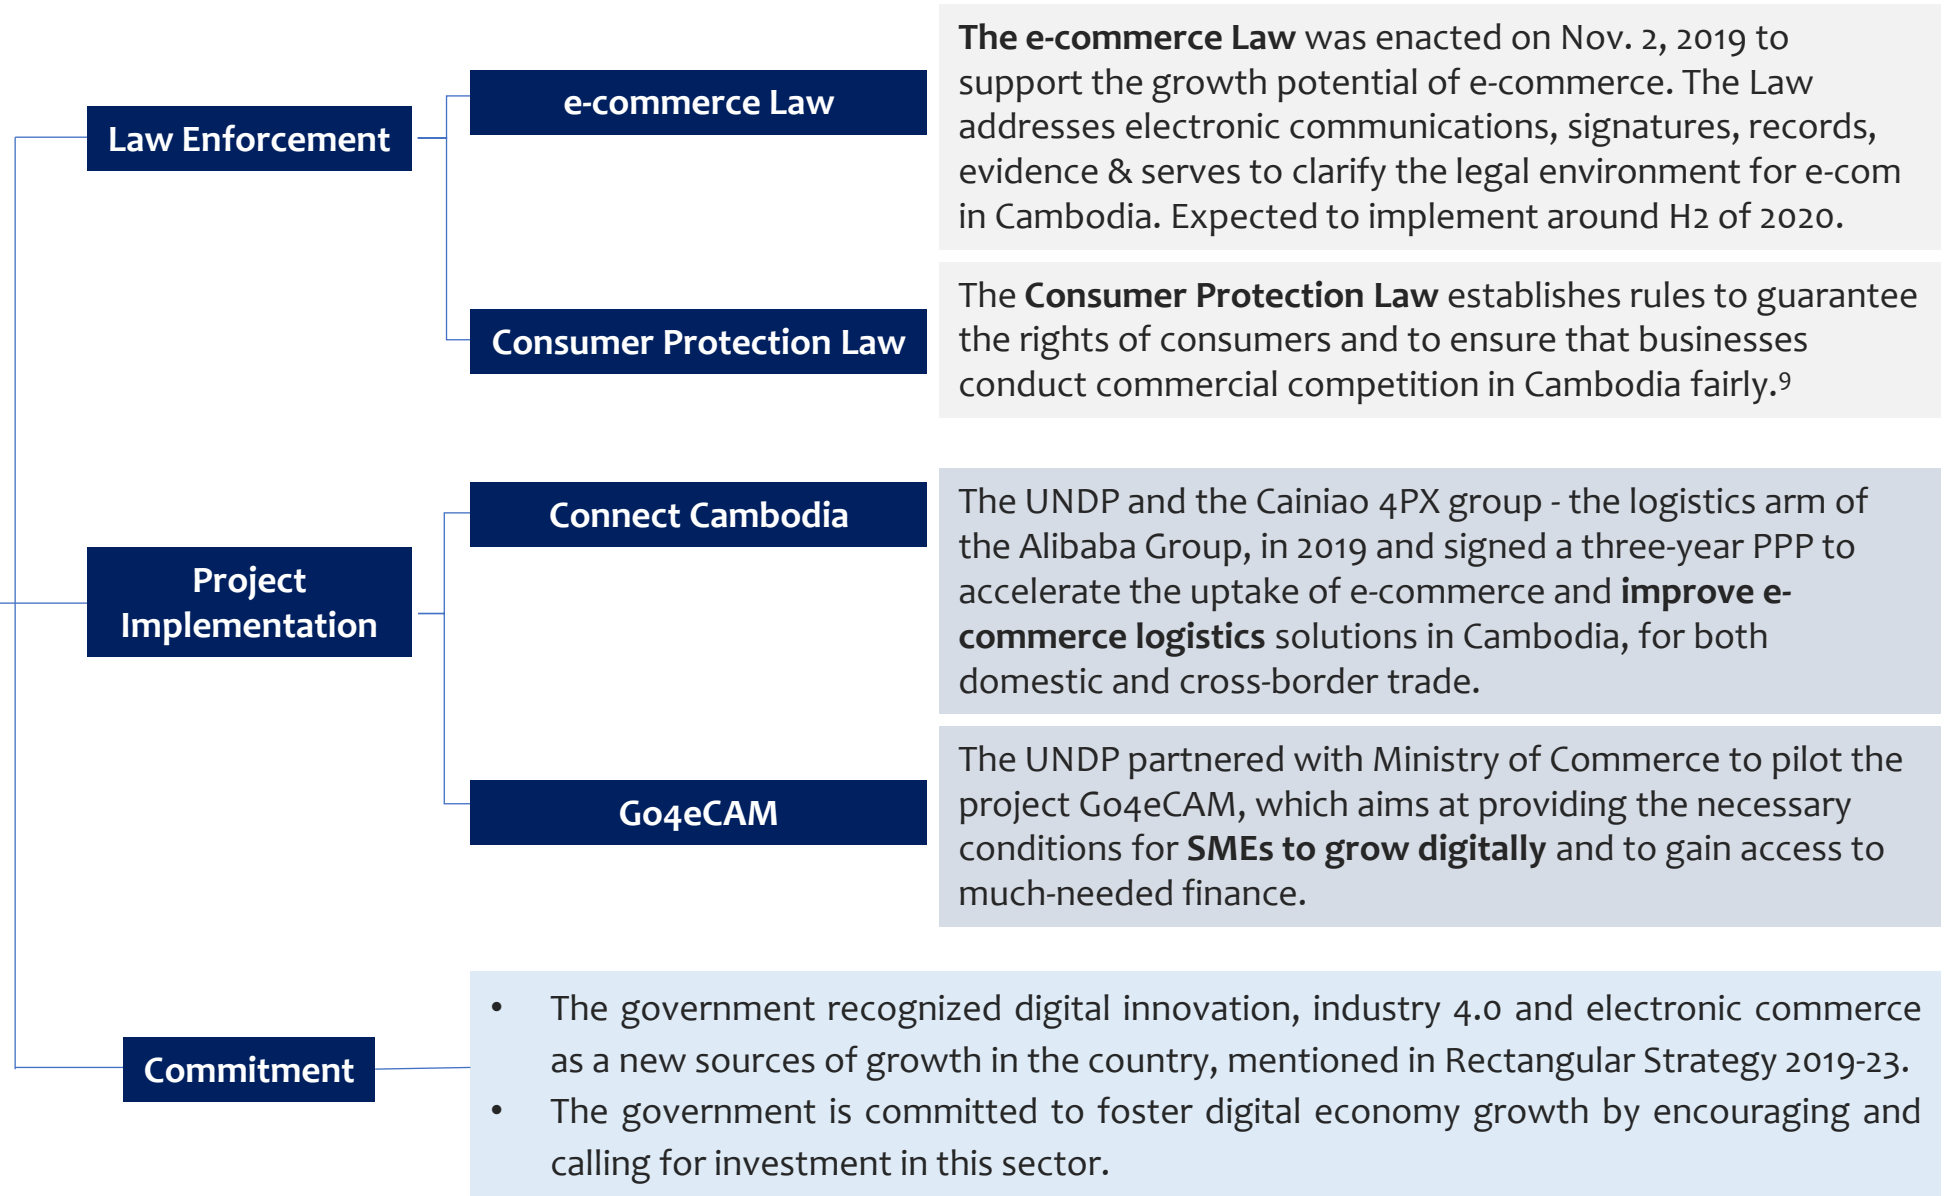 Law Enforcement
e-commerce Law
The e-commerce Law was enacted on Nov. 2, 2019 to
support the growth potential of e-commerce. The Law
addresses electronic communications, signatures, records,
evidence & serves to clarify the legal environment for e-com
in Cambodia. Expected to implement around H2 of 2020.
Consumer Protection Law
The Consumer Protection Law establishes rules to guarantee
the rights of consumers and to ensure that businesses
conduct commercial competition in Cambodia fairly.⁹
Project
Implementation
Connect Cambodia
The UNDP and the Cainiao 4PX group - the logistics arm of
the Alibaba Group, in 2019 and signed a three-year PPP to
accelerate the uptake of e-commerce and improve e-
commerce logistics solutions in Cambodia, for both
domestic and cross-border trade.
Go4eCAM
The UNDP partnered with Ministry of Commerce to pilot the
project Go4eCAM, which aims at providing the necessary
conditions for SMEs to grow digitally and to gain access to
much-needed finance.
Commitment
• The government recognized digital innovation, industry 4.0 and electronic commerce
as a new sources of growth in the country, mentioned in Rectangular Strategy 2019-23.
• The government is committed to foster digital economy growth by encouraging and
calling for investment in this sector.